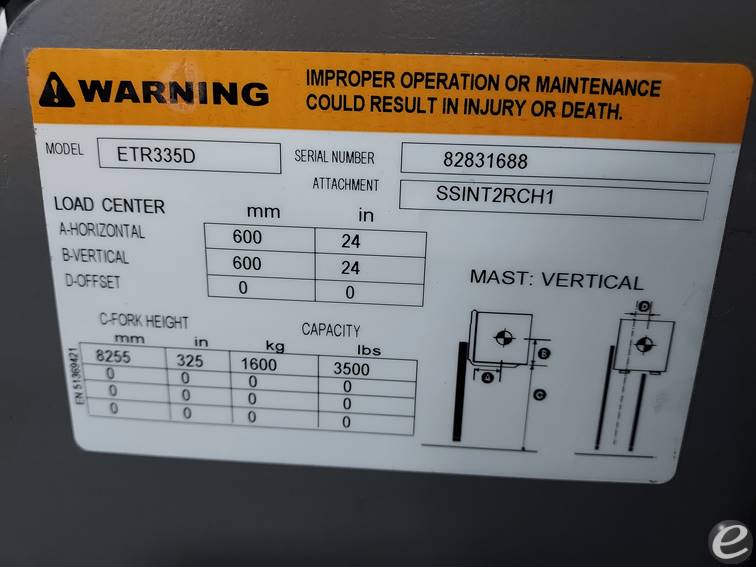 WARNING
IMPROPER OPERATION OR MAINTENANCE
COULD RESULT IN INJURY OR DEATH.
MODEL ETR335D SERIAL NUMBER 82831688
ATTACHMENT SSINT2RCH1
LOAD CENTER mm in
A-HORIZONTAL 600 24
B-VERTICAL 600 24
D-OFFSET 0 0
MAST: VERTICAL
C-FORK HEIGHT CAPACITY
mm in kg lbs
8255 325 1600 3500
0 0 0 0
0 0 0 0
0 0 0 0
EN 51369421
A
B
C
D
e